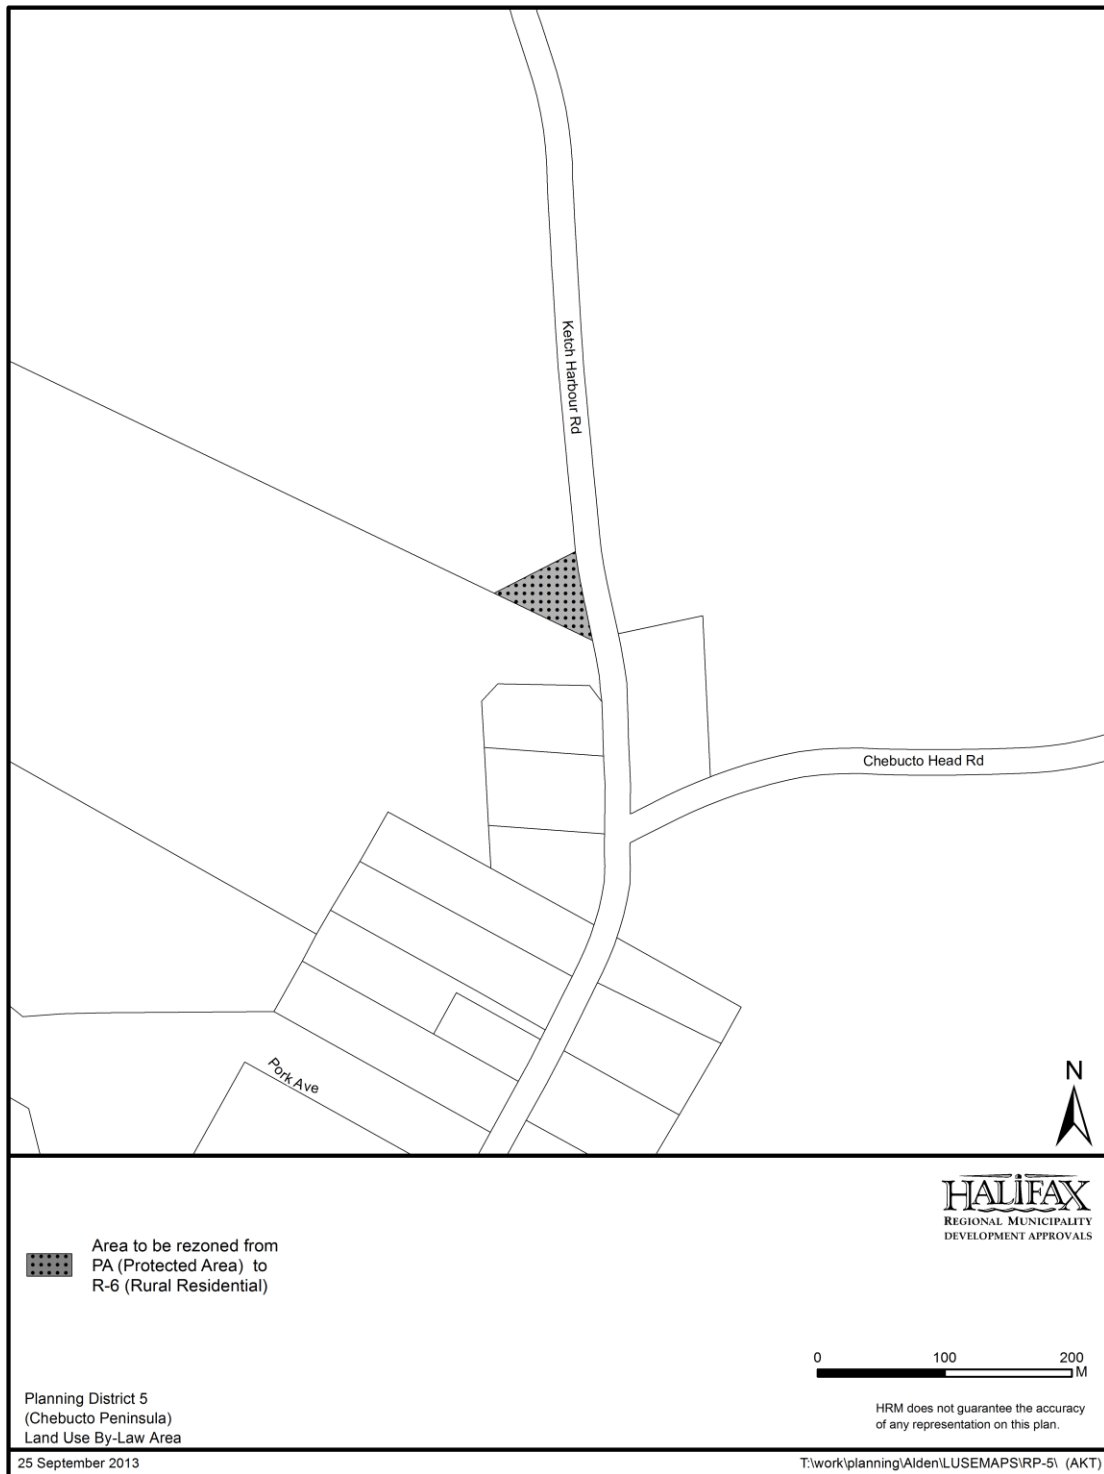 Ketch Harbour Rd
Chebucto Head Rd
Pork Ave
N
Area to be rezoned from
PA (Protected Area) to
R-6 (Rural Residential)
HALIFAX
REGIONAL MUNICIPALITY
DEVELOPMENT APPROVALS
0 100 200
M
Planning District 5
(Chebucto Peninsula)
Land Use By-Law Area
HRM does not guarantee the accuracy
of any representation on this plan.
25 September 2013
T:\work\planning\Alden\LUSEMAPS\RP-5\ (AKT)